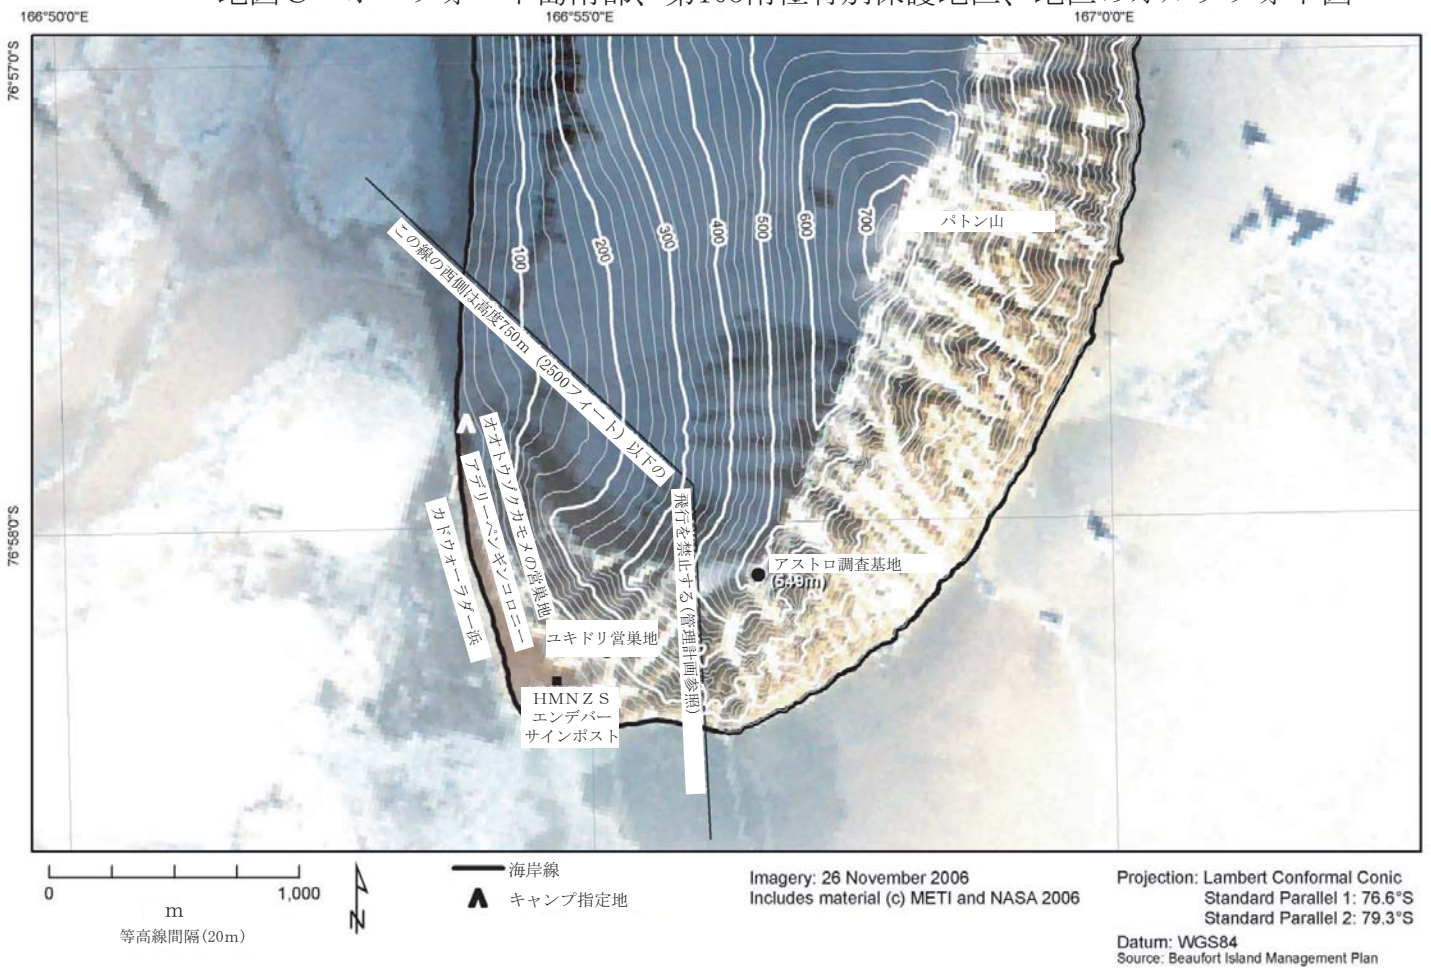 166°50'0"E
166°55'0"E
167°0'0"E
76°57'0"S
76°58'0"S
パトン山
100
200
300
400
500
600
700
この線の西側は高度750m（2500フィート）以下の
飛行を禁止する(管理計画参照)
オオトウゾクカモメの営巣地
アデリーペンギンコロニー
カドウォーラダー浜
アストロ調査基地
(549m)
ユキドリ営巣地
ＨＭＮＺＳ
エンデバー
サインポスト
0
1,000
m
等高線間隔(20m)
N
海岸線
キャンプ指定地
Imagery: 26 November 2006
Includes material (c) METI and NASA 2006
Projection: Lambert Conformal Conic
Standard Parallel 1: 76.6°S
Standard Parallel 2: 79.3°S
Datum: WGS84
Source: Beaufort Island Management Plan